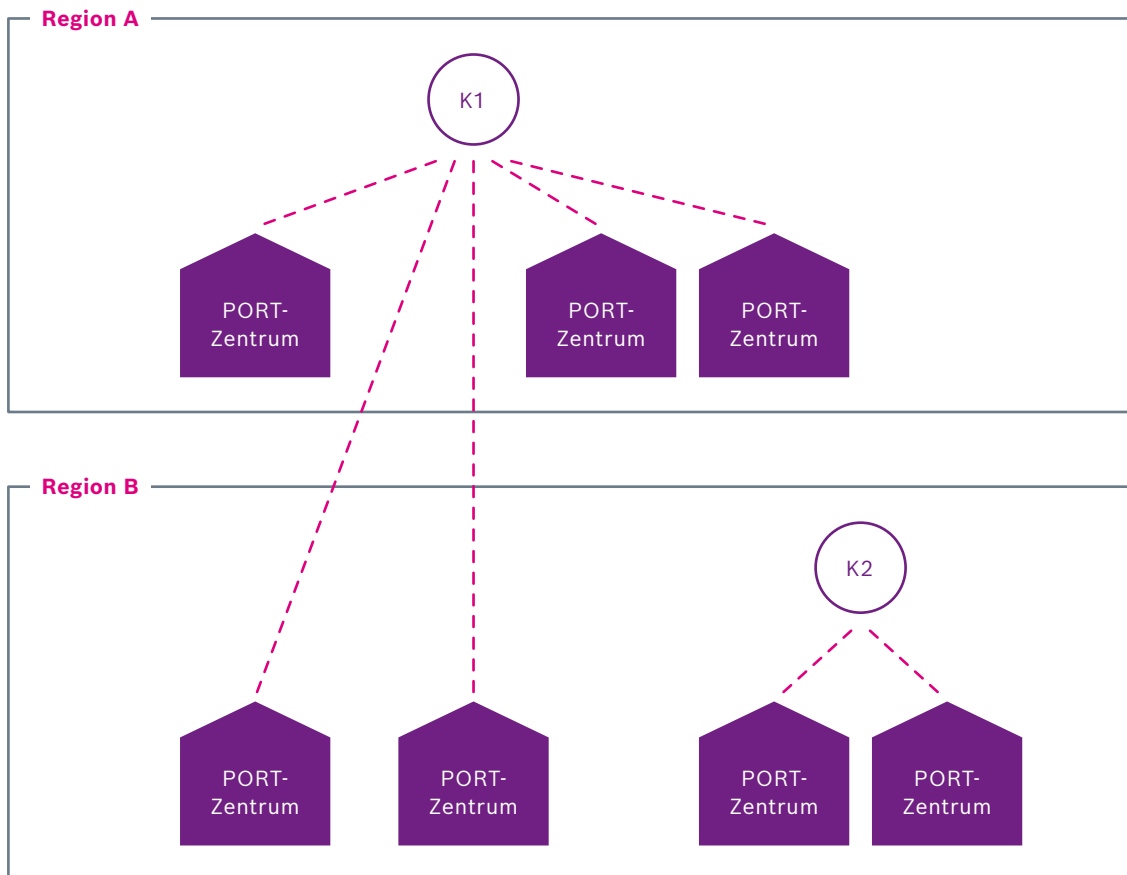 Region A
K1
PORT-
Zentrum
PORT-
Zentrum
PORT-
Zentrum
Region B
K2
PORT-
Zentrum
PORT-
Zentrum
PORT-
Zentrum
PORT-
Zentrum